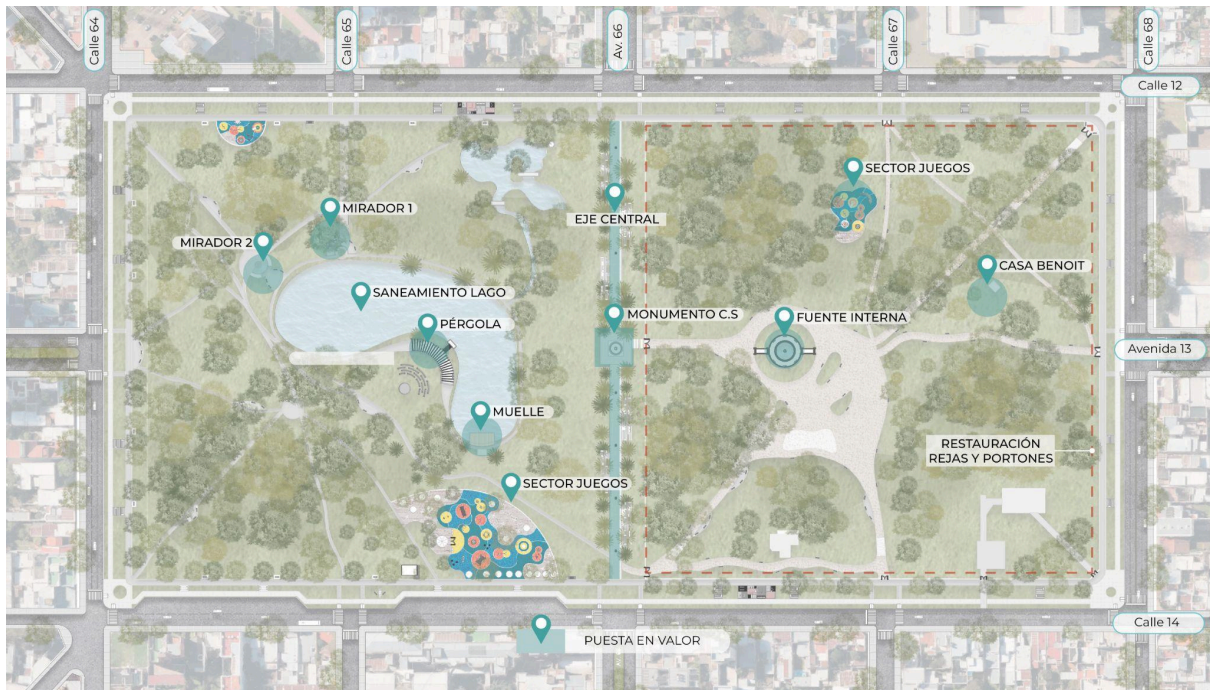 Calle 64
Calle 65
Av. 66
Calle 67
Calle 68
Calle 12
SECTOR JUEGOS
MIRADOR 1
EJE CENTRAL
MIRADOR 2
CASA BENOIT
SANEAMIENTO LAGO
MONUMENTO C.S
FUENTE INTERNA
PÉRGOLA
Avenida 13
MUELLE
RESTAURACIÓN
REJAS Y PORTONES
SECTOR JUEGOS
Calle 14
PUESTA EN VALOR